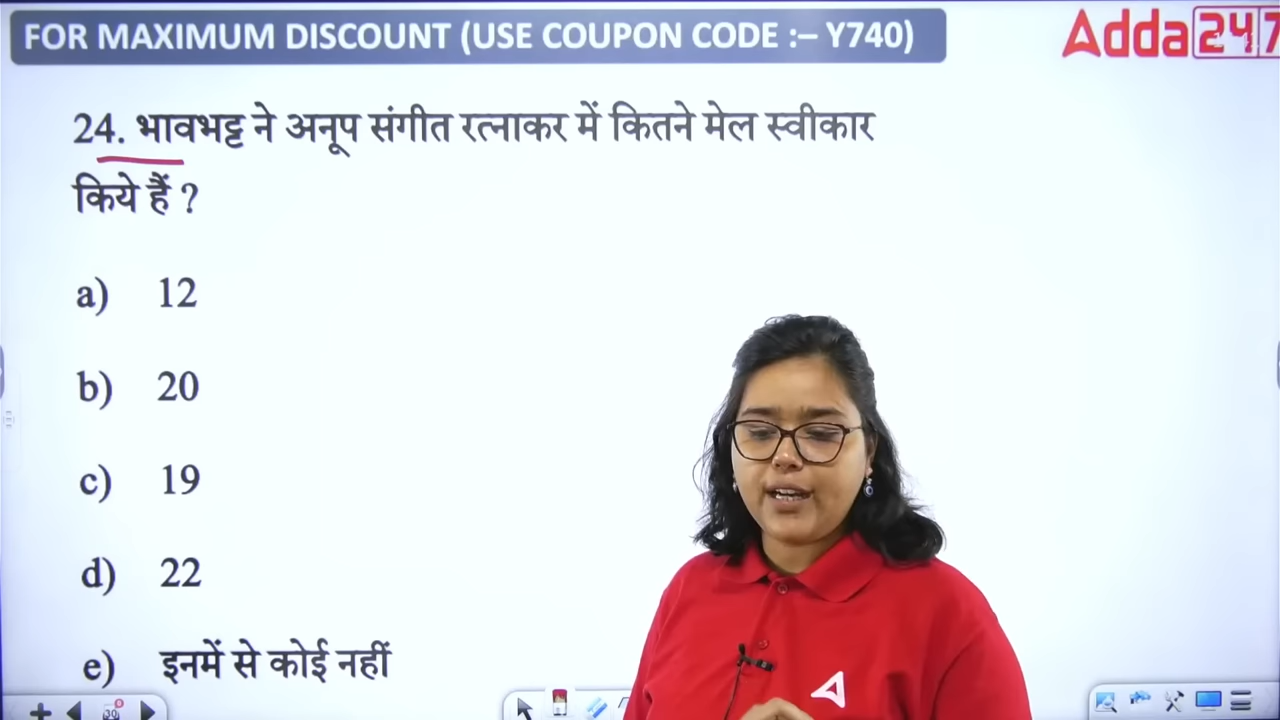 FOR MAXIMUM DISCOUNT (USE COUPON CODE :– Y740)
Adda247
24. भावभट्ट ने अनूप संगीत रत्नाकर में कितने मेल स्वीकार
किये हैं ?
a) 12
b) 20
c) 19
d) 22
e) इनमें से कोई नहीं